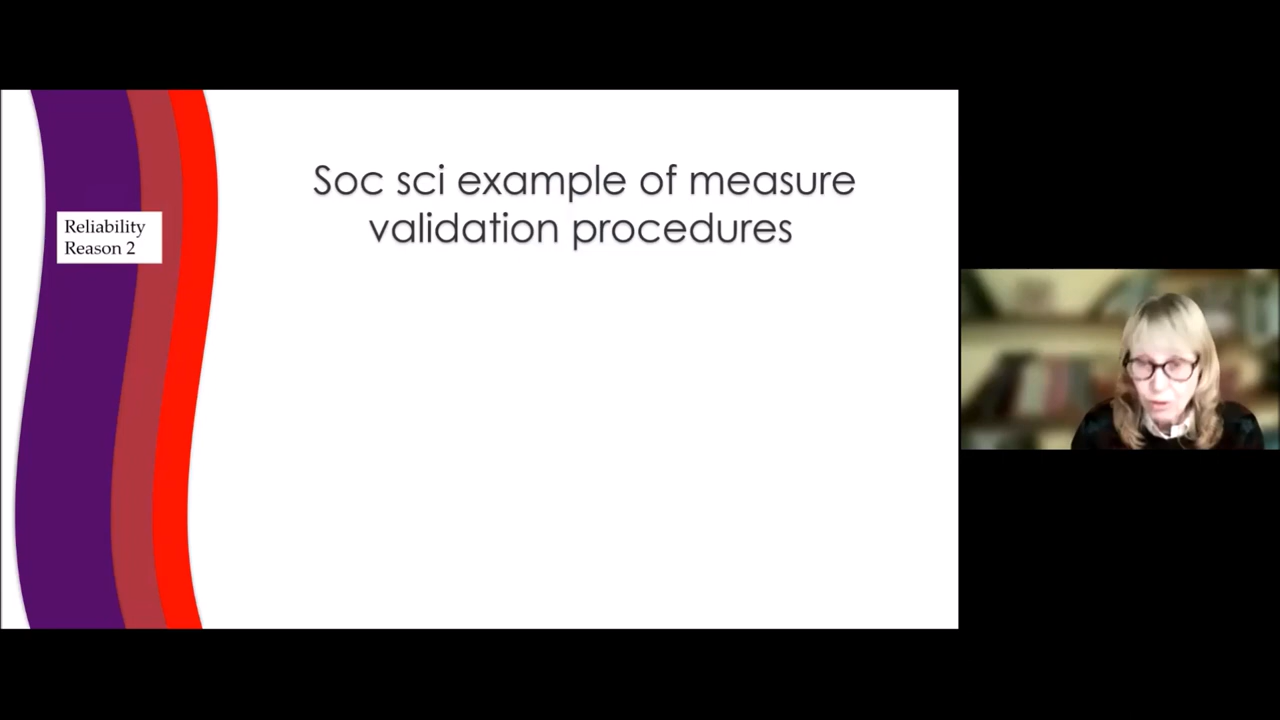 Soc sci example of measure
validation procedures
Reliability
Reason 2